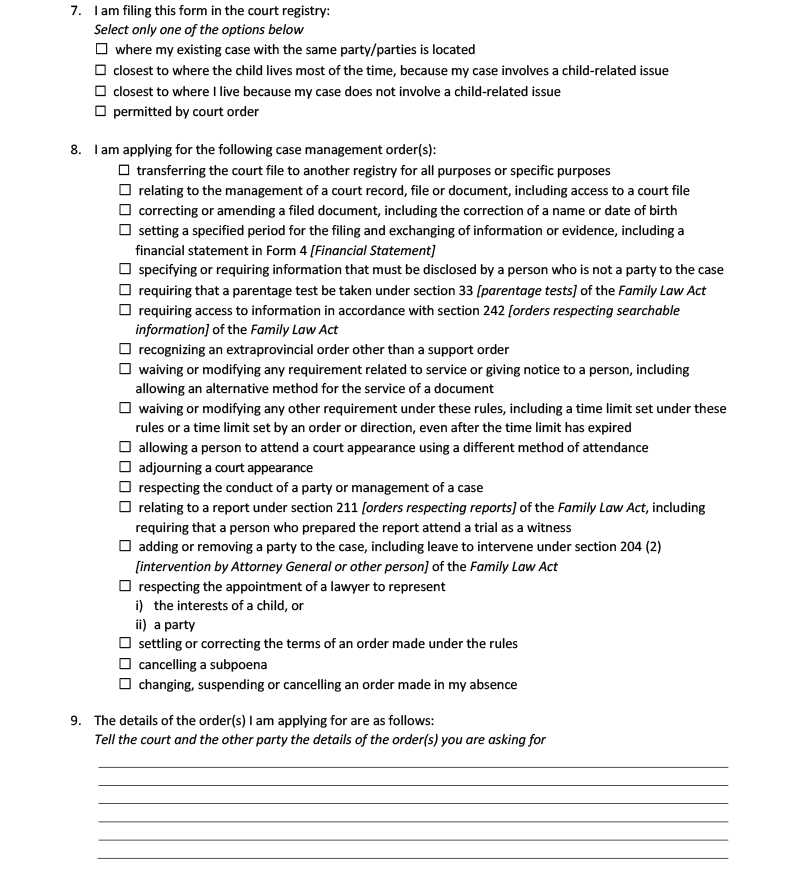 7. I am filing this form in the court registry:
Select only one of the options below
☐ where my existing case with the same party/parties is located
☐ closest to where the child lives most of the time, because my case involves a child-related issue
☐ closest to where I live because my case does not involve a child-related issue
☐ permitted by court order
8. I am applying for the following case management order(s):
☐ transferring the court file to another registry for all purposes or specific purposes
☐ relating to the management of a court record, file or document, including access to a court file
☐ correcting or amending a filed document, including the correction of a name or date of birth
☐ setting a specified period for the filing and exchanging of information or evidence, including a
financial statement in Form 4 [Financial Statement]
☐ specifying or requiring information that must be disclosed by a person who is not a party to the case
☐ requiring that a parentage test be taken under section 33 [parentage tests] of the Family Law Act
☐ requiring access to information in accordance with section 242 [orders respecting searchable
information] of the Family Law Act
☐ recognizing an extraprovincial order other than a support order
☐ waiving or modifying any requirement related to service or giving notice to a person, including
allowing an alternative method for the service of a document
☐ waiving or modifying any other requirement under these rules, including a time limit set under these
rules or a time limit set by an order or direction, even after the time limit has expired
☐ allowing a person to attend a court appearance using a different method of attendance
☐ adjourning a court appearance
☐ respecting the conduct of a party or management of a case
☐ relating to a report under section 211 [orders respecting reports] of the Family Law Act, including
requiring that a person who prepared the report attend a trial as a witness
☐ adding or removing a party to the case, including leave to intervene under section 204 (2)
[intervention by Attorney General or other person] of the Family Law Act
☐ respecting the appointment of a lawyer to represent
i) the interests of a child, or
ii) a party
☐ settling or correcting the terms of an order made under the rules
☐ cancelling a subpoena
☐ changing, suspending or cancelling an order made in my absence
9. The details of the order(s) I am applying for are as follows:
Tell the court and the other party the details of the order(s) you are asking for